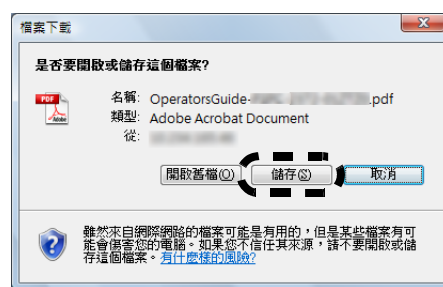 檔案下載
是否要開啟或儲存這個檔案?
PDF
Adobe
名稱: OperatorsGuide- .pdf
類型: Adobe Acrobat Document
從:
開啟舊檔(O)
儲存(S)
取消
雖然來自網際網路的檔案可能是有用的，但是某些檔案有可
能會傷害您的電腦。如果您不信任其來源，請不要開啟或儲
存這個檔案。有什麼樣的風險?